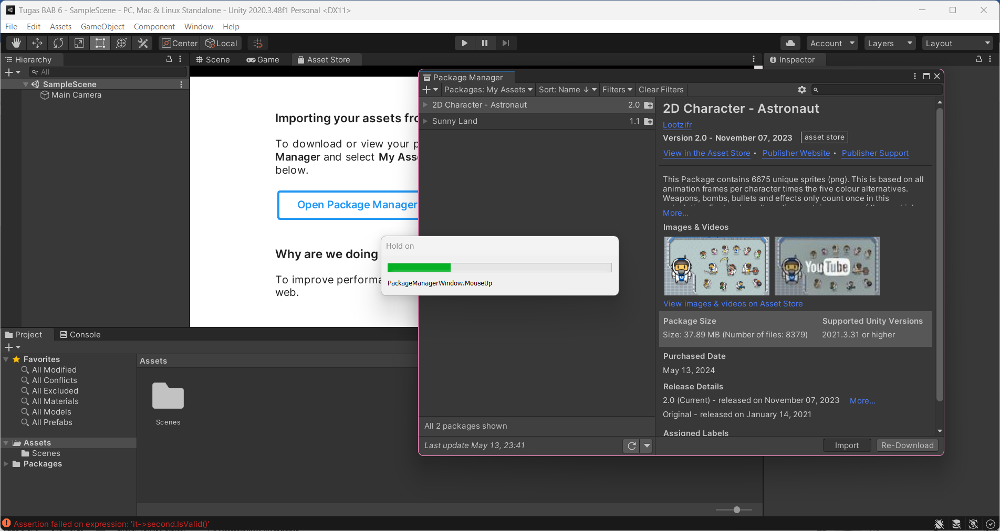 Tugas BAB 6 - SampleScene - PC, Mac & Linux Standalone - Unity 2020.3.48f1 Personal <DX11>
File Edit Assets GameObject Component Window Help
Center Local Account Layers Layout
Hierarchy
All
SampleScene
Main Camera
Scene Game Asset Store
Inspector
Importing your assets fro
To download or view your p
Manager and select My Ass
below.
Open Package Manager
Why are we doing
To improve performa
web.
Package Manager
Packages: My Assets Sort: Name ↓ Filters Clear Filters
2D Character - Astronaut 2.0
Sunny Land 1.1
All 2 packages shown
Last update May 13, 23:41
2D Character - Astronaut
Lootzifr
Version 2.0 - November 07, 2023 asset store
View in the Asset Store • Publisher Website • Publisher Support
This Package contains 6675 unique sprites (png). This is based on all
animation frames per character times the five colour alternatives.
Weapons, bombs, bullets and effects only count once in this
More...
Images & Videos
YouTube
View images & videos on Asset Store
Package Size Supported Unity Versions
Size: 37.89 MB (Number of files: 8379) 2021.3.31 or higher
Purchased Date
May 13, 2024
Release Details
2.0 (Current) - released on November 07, 2023 More...
Original - released on January 14, 2021
Assigned Labels
Import Re-Download
Hold on
PackageManagerWindow.MouseUp
Project Console
Favorites
All Modified
All Conflicts
All Excluded
All Materials
All Models
All Prefabs
Assets
Scenes
Packages
Assets
Scenes
Assertion failed on expression: 'it->second.IsValid()'